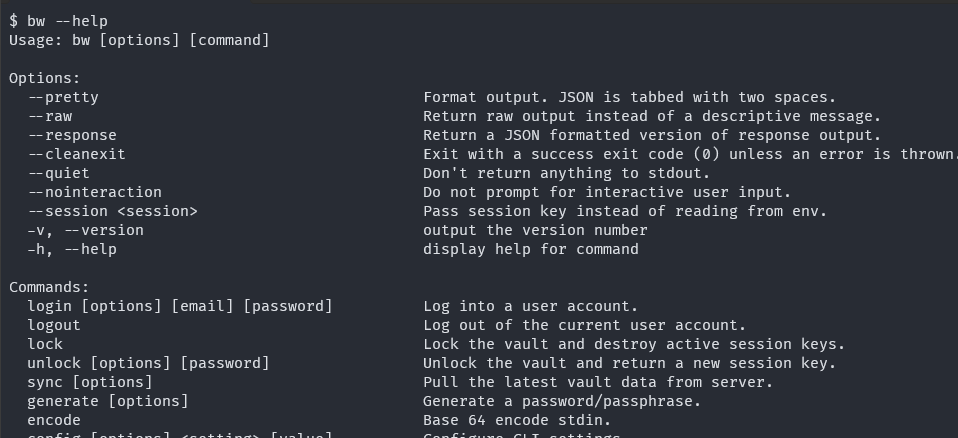 $ bw --help
Usage: bw [options] [command]
Options:
--pretty Format output. JSON is tabbed with two spaces.
--raw Return raw output instead of a descriptive message.
--response Return a JSON formatted version of response output.
--cleanexit Exit with a success exit code (0) unless an error is thrown.
--quiet Don't return anything to stdout.
--nointeraction Do not prompt for interactive user input.
--session <session> Pass session key instead of reading from env.
-v, --version output the version number
-h, --help display help for command
Commands:
login [options] [email] [password] Log into a user account.
logout Log out of the current user account.
lock Lock the vault and destroy active session keys.
unlock [options] [password] Unlock the vault and return a new session key.
sync [options] Pull the latest vault data from server.
generate [options] Generate a password/passphrase.
encode Base 64 encode stdin.
config [options] <setting> [value] Configure CLI settings